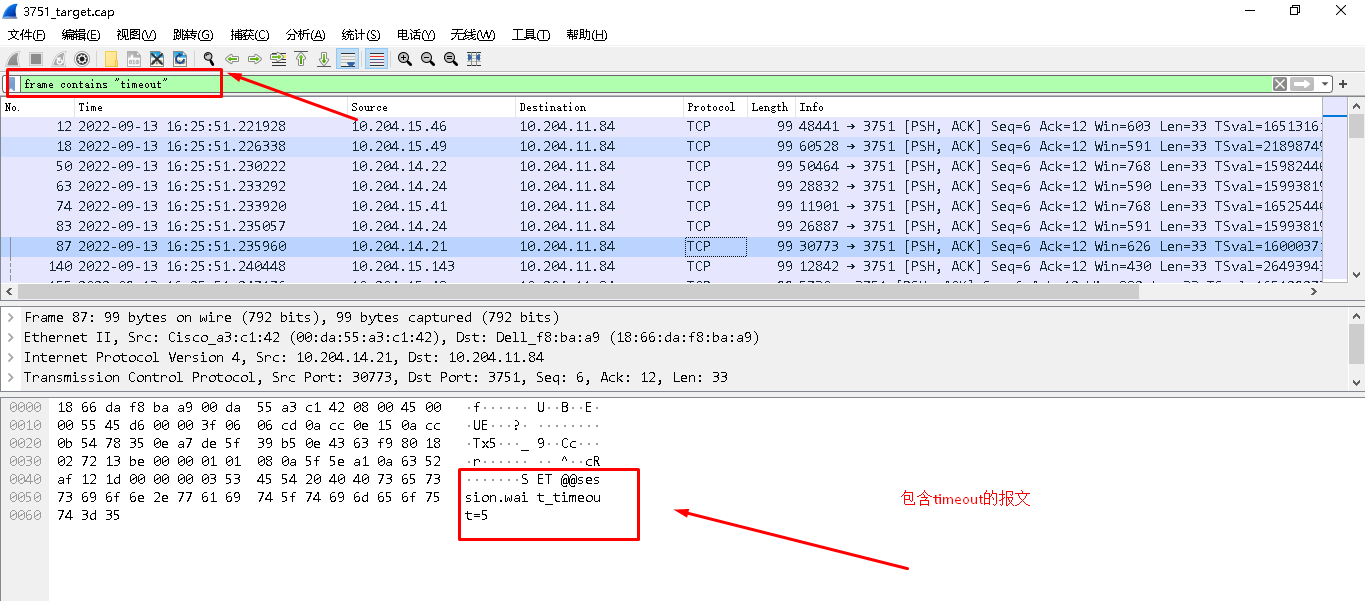 3751_target.cap
文件(F) 编辑(E) 视图(V) 跳转(G) 捕获(C) 分析(A) 统计(S) 电话(Y) 无线(W) 工具(T) 帮助(H)
frame contains "timeout"
No. Time Source Destination Protocol Length Info
12 2022-09-13 16:25:51.221928 10.204.15.46 10.204.11.84 TCP 99 48441 → 3751 [PSH, ACK] Seq=6 Ack=12 Win=603 Len=33 TSval=1651316
18 2022-09-13 16:25:51.226338 10.204.15.49 10.204.11.84 TCP 99 60528 → 3751 [PSH, ACK] Seq=6 Ack=12 Win=591 Len=33 TSval=21898749
50 2022-09-13 16:25:51.230222 10.204.14.22 10.204.11.84 TCP 99 50464 → 3751 [PSH, ACK] Seq=6 Ack=12 Win=768 Len=33 TSval=15982440
63 2022-09-13 16:25:51.233292 10.204.14.24 10.204.11.84 TCP 99 28832 → 3751 [PSH, ACK] Seq=6 Ack=12 Win=590 Len=33 TSval=15993819
74 2022-09-13 16:25:51.233920 10.204.15.41 10.204.11.84 TCP 99 11901 → 3751 [PSH, ACK] Seq=6 Ack=12 Win=768 Len=33 TSval=16525440
83 2022-09-13 16:25:51.235057 10.204.14.24 10.204.11.84 TCP 99 26887 → 3751 [PSH, ACK] Seq=6 Ack=12 Win=591 Len=33 TSval=15993819
87 2022-09-13 16:25:51.235960 10.204.14.21 10.204.11.84 TCP 99 30773 → 3751 [PSH, ACK] Seq=6 Ack=12 Win=626 Len=33 TSval=16000371
140 2022-09-13 16:25:51.240448 10.204.15.143 10.204.11.84 TCP 99 12842 → 3751 [PSH, ACK] Seq=6 Ack=12 Win=430 Len=33 TSval=26493943
Frame 87: 99 bytes on wire (792 bits), 99 bytes captured (792 bits)
Ethernet II, Src: Cisco_a3:c1:42 (00:da:55:a3:c1:42), Dst: Dell_f8:ba:a9 (18:66:da:f8:ba:a9)
Internet Protocol Version 4, Src: 10.204.14.21, Dst: 10.204.11.84
Transmission Control Protocol, Src Port: 30773, Dst Port: 3751, Seq: 6, Ack: 12, Len: 33
0000 18 66 da f8 ba a9 00 da 55 a3 c1 42 08 00 45 00 ·f······ U··B··E·
0010 00 55 45 d6 00 00 3f 06 06 cd 0a cc 0e 15 0a cc ·UE···?· ········
0020 0b 54 78 35 0e a7 de 5f 39 b5 0e 43 63 f9 80 18 ·Tx5···_ 9··Cc···
0030 02 72 13 be 00 00 01 01 08 0a 5f 5e a1 0a 63 52 ·r······ ··_^··cR
0040 af 12 1d 00 00 00 03 53 45 54 20 40 40 73 65 73 ·······S ET @@ses
0050 73 69 6f 6e 2e 77 61 69 74 5f 74 69 6d 65 6f 75 sion.wai t_timeou
0060 74 3d 35 t=5
包含timeout的报文